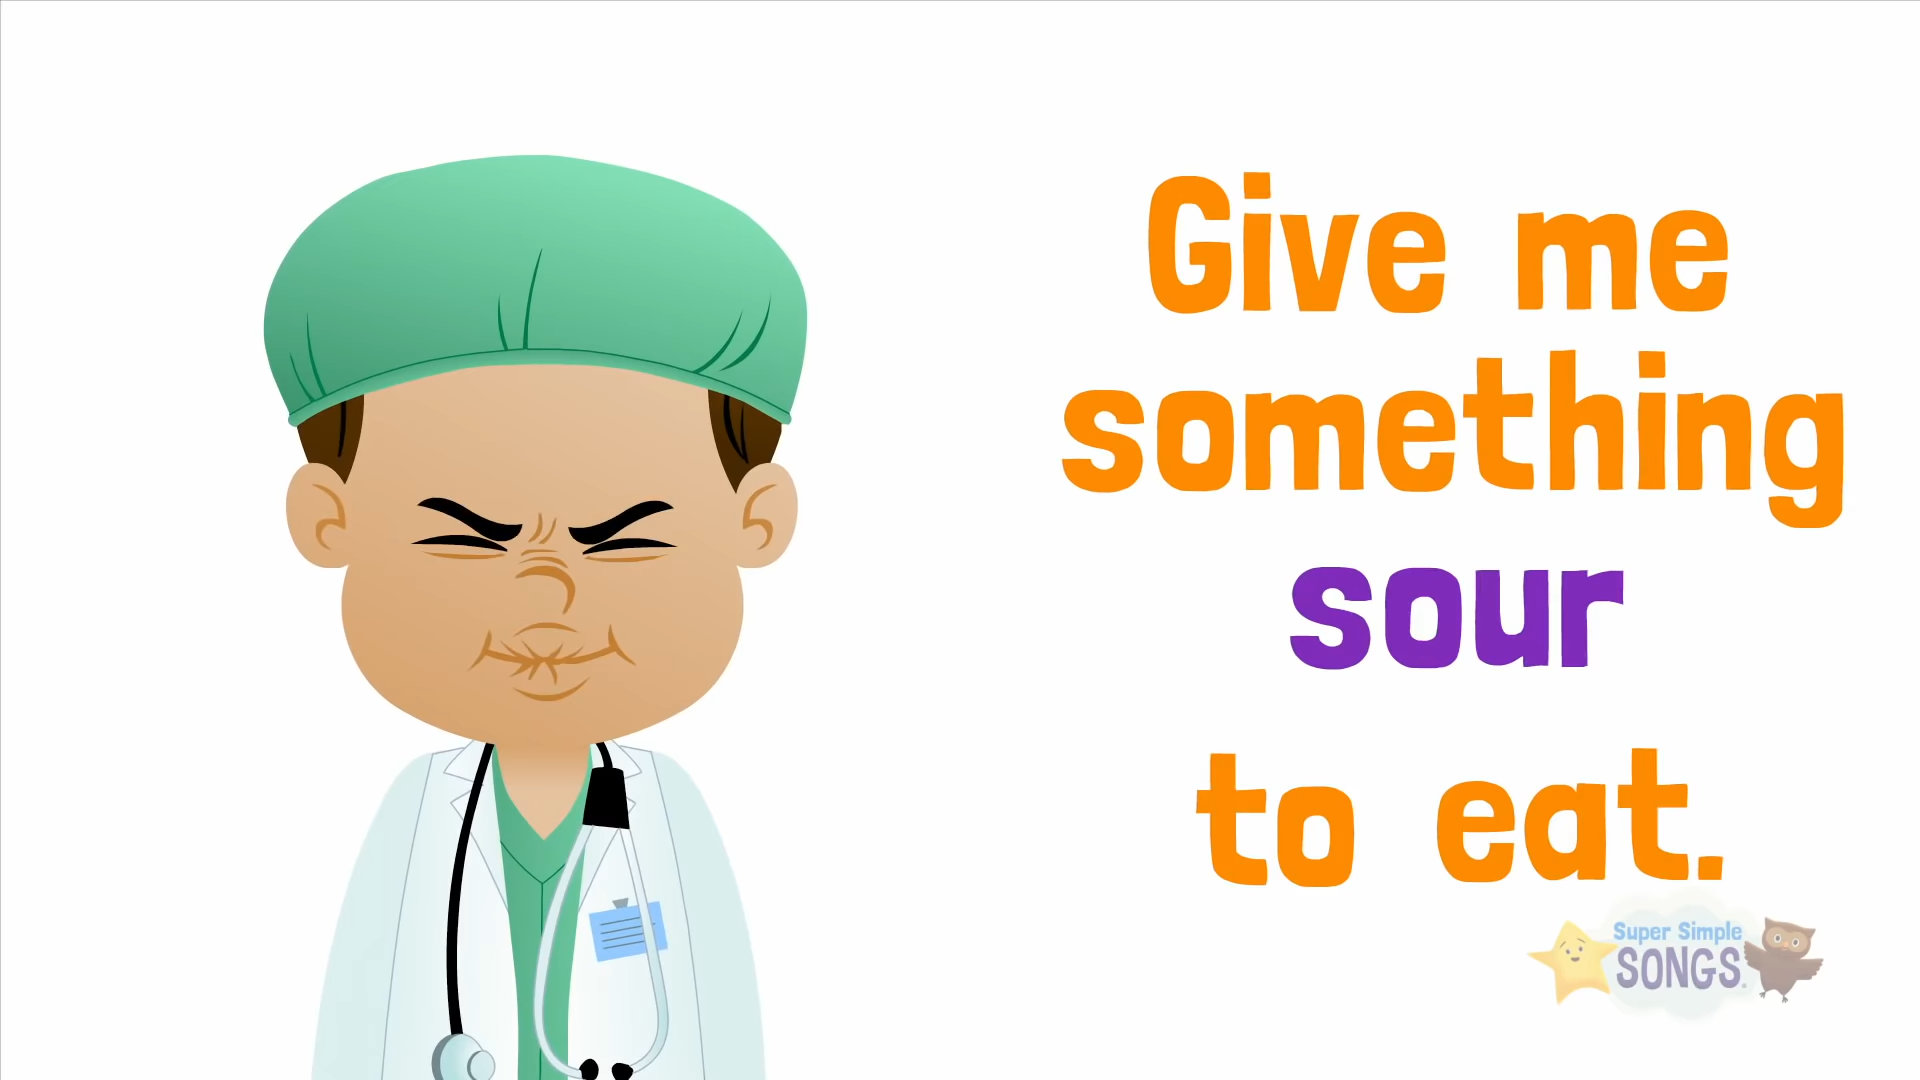 Give me
something
sour
to eat.
Super Simple
SONGS.